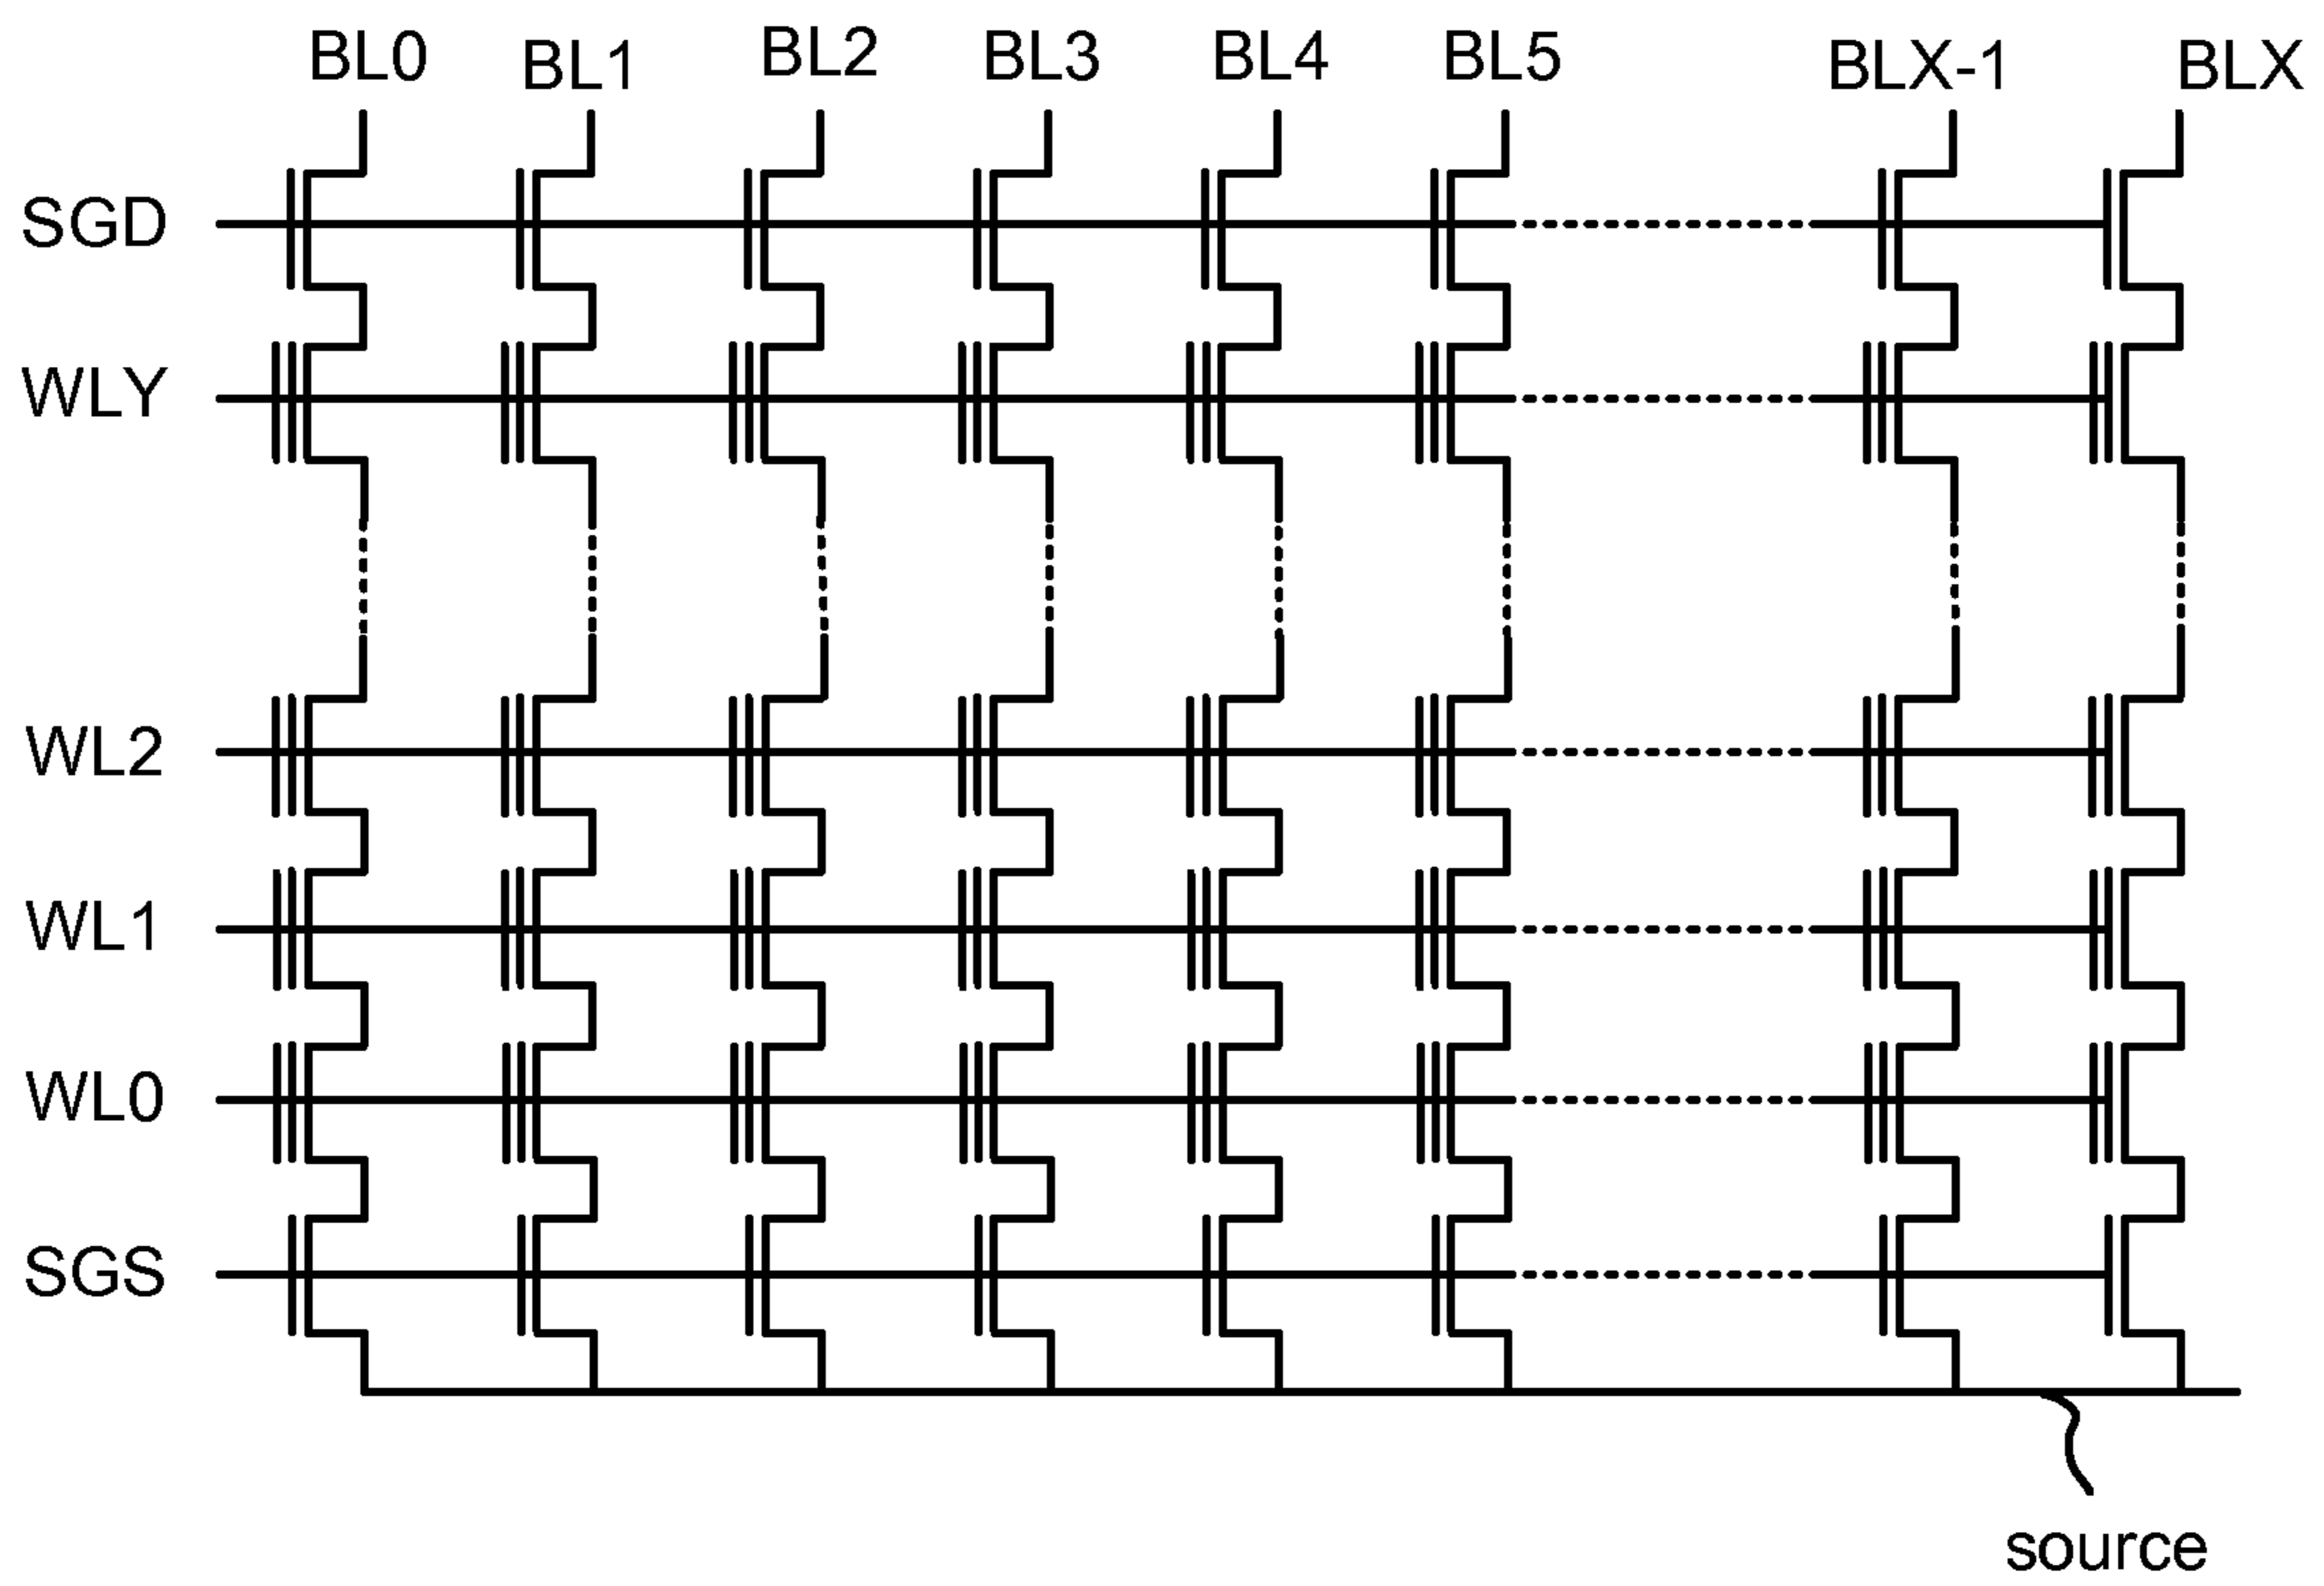 BL0 BL1 BL2 BL3 BL4 BL5 BLX-1 BLX
SGD
WLY
WL2
WL1
WL0
SGS
source